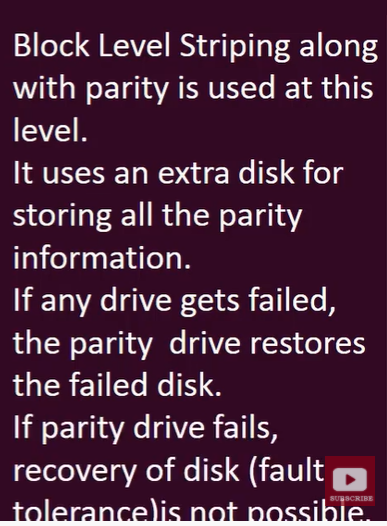 Block Level Striping along
with parity is used at this
level.
It uses an extra disk for
storing all the parity
information.
If any drive gets failed,
the parity  drive restores
the failed disk.
If parity drive fails,
recovery of disk (fault
tolerance)is not possible.
SUBSCRIBE